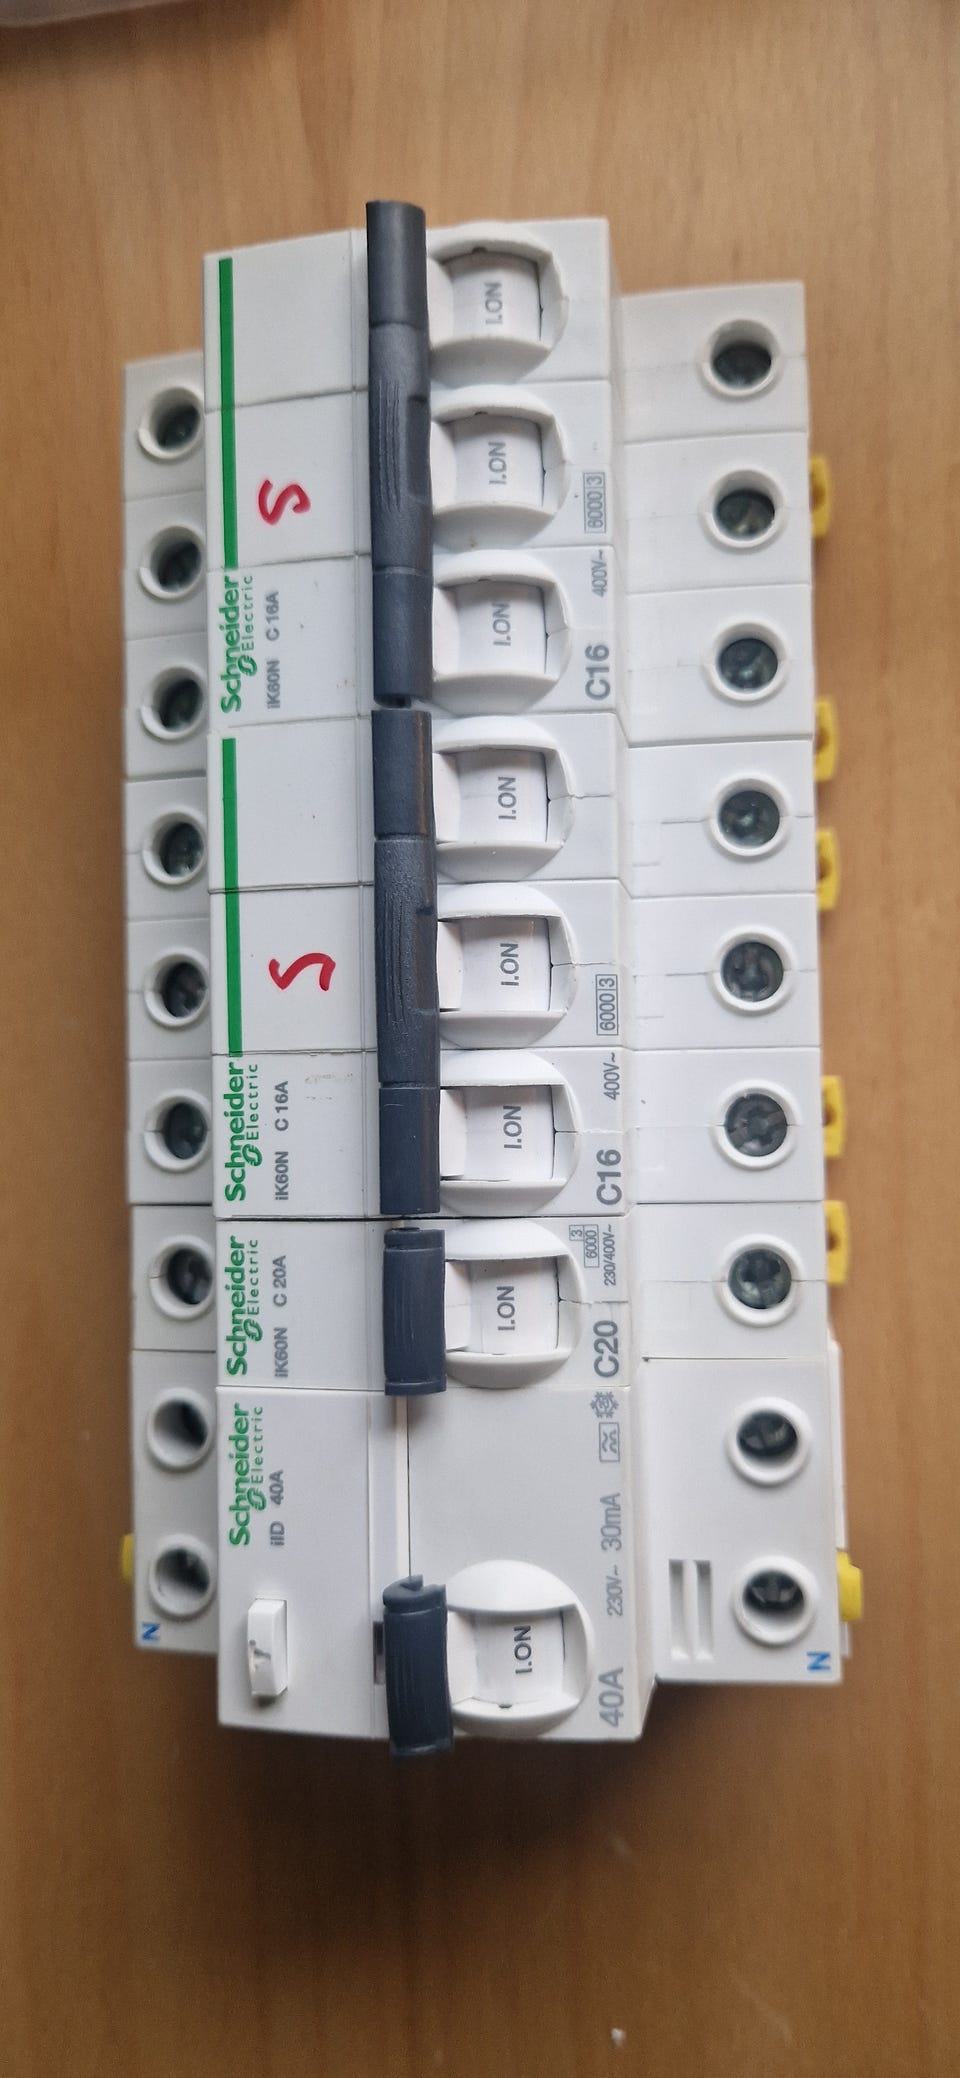 Schneider
Electric
iID 40A
I.ON
40A 230V~ 30mA
N
N
Schneider
Electric
iK60N C 20A
I.ON
C20 6000 3
230/400V~
Schneider
Electric
iK60N C 16A
S
I.ON I.ON I.ON
C16 400V~ 6000 3
Schneider
Electric
iK60N C 16A
S
I.ON I.ON I.ON
C16 400V~ 6000 3